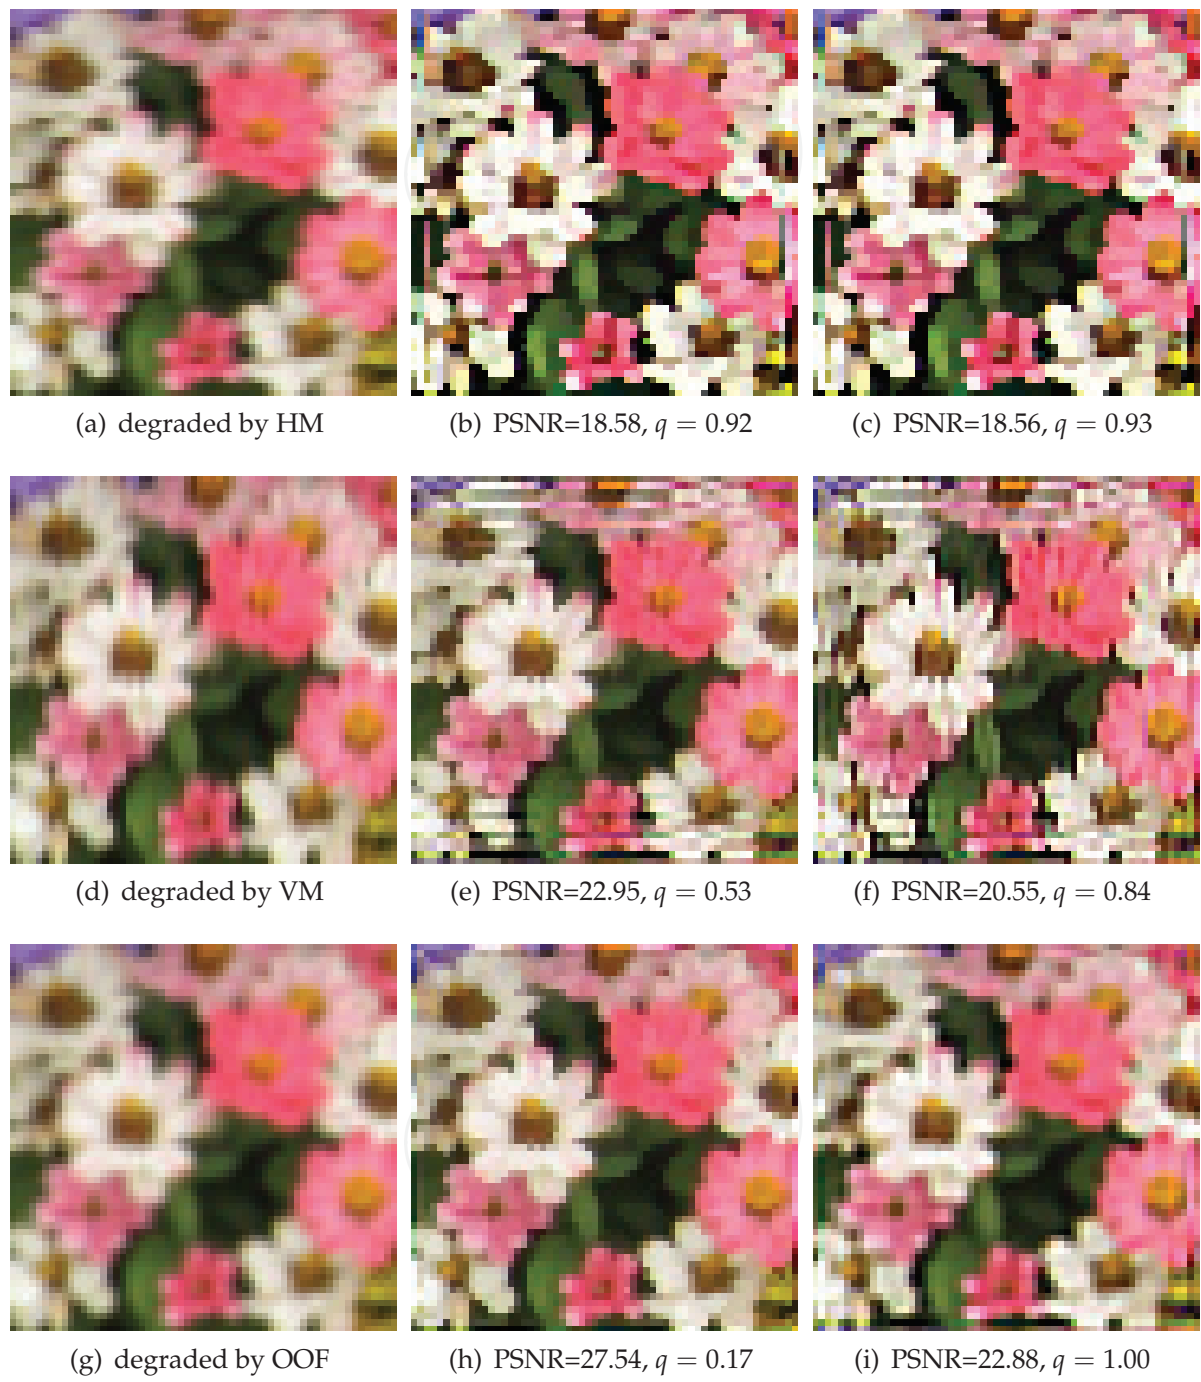 (a) degraded by HM
(b) PSNR=18.58, q = 0.92
(c) PSNR=18.56, q = 0.93
(d) degraded by VM
(e) PSNR=22.95, q = 0.53
(f) PSNR=20.55, q = 0.84
(g) degraded by OOF
(h) PSNR=27.54, q = 0.17
(i) PSNR=22.88, q = 1.00